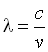 λ = c/v